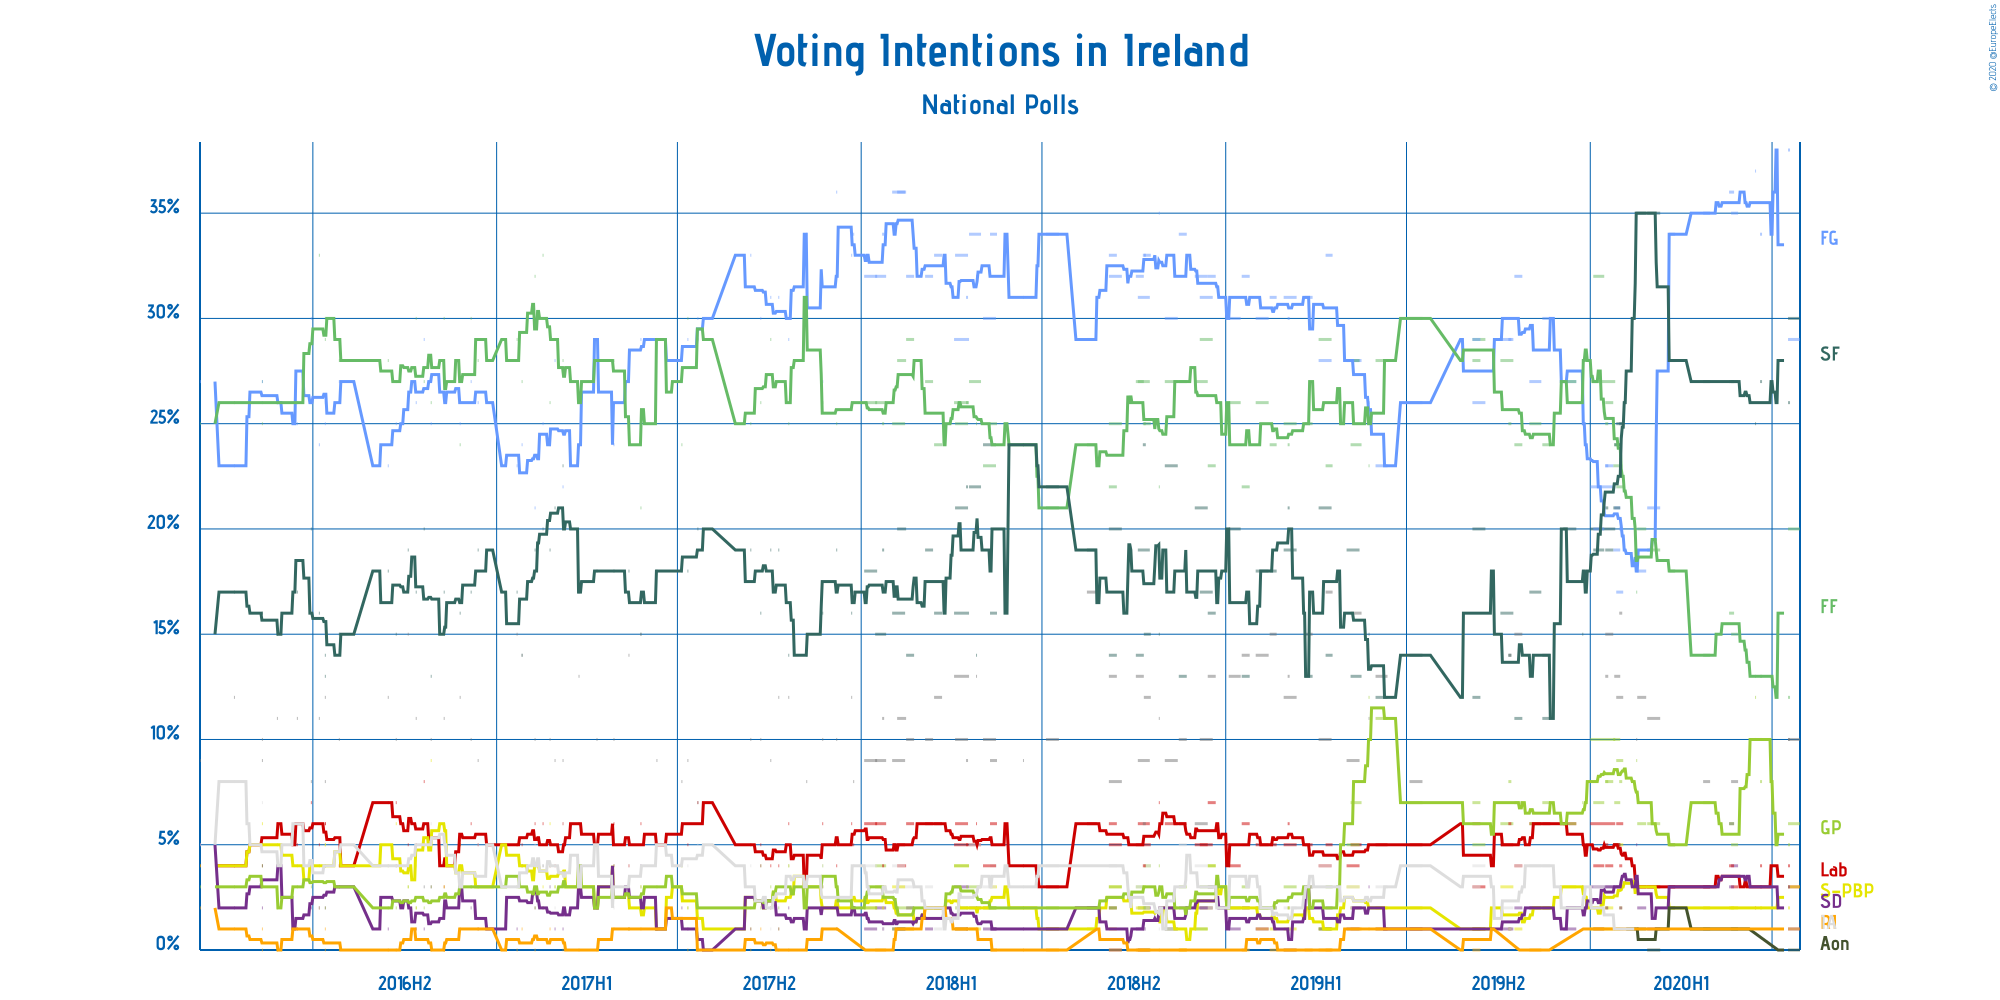 Voting Intentions in Ireland
National Polls
© 2020 @EuropeElects
35%
30%
25%
20%
15%
10%
5%
0%
FG
SF
FF
GP
Lab
S-PBP
SD
Aon
2016H2
2017H1
2017H2
2018H1
2018H2
2019H1
2019H2
2020H1